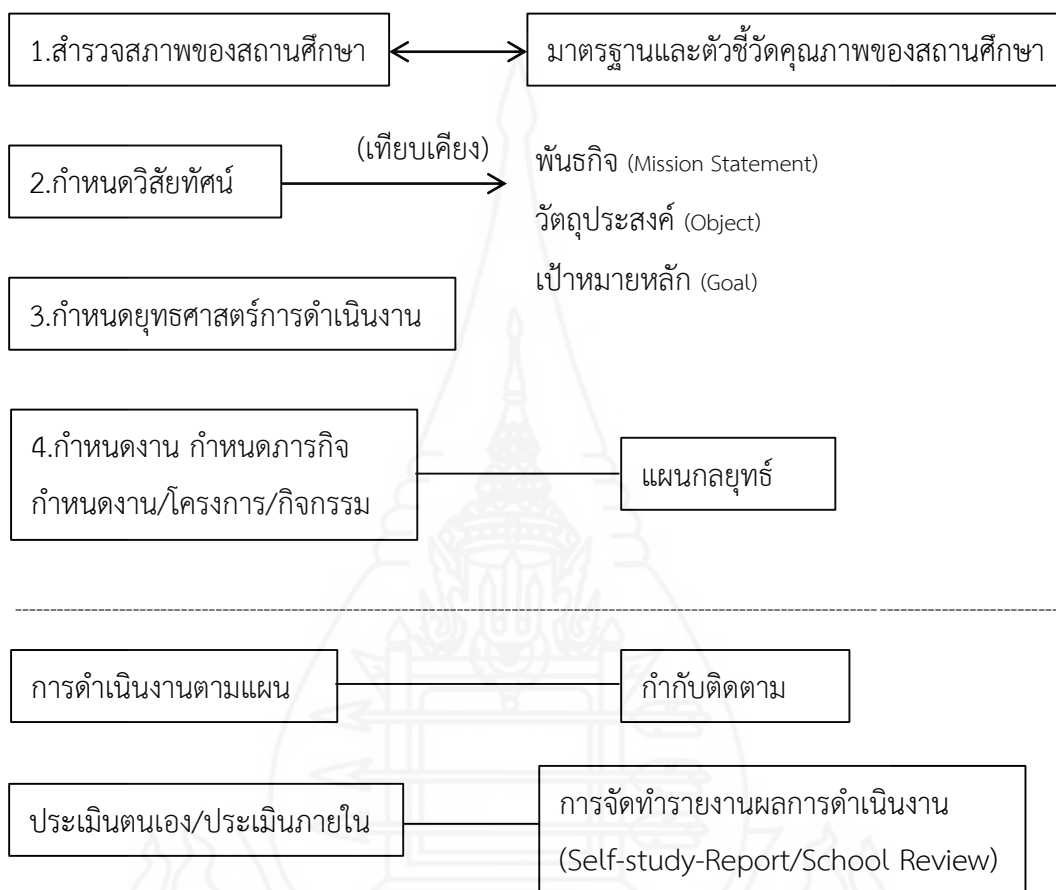 1.สำรวจสภาพของสถานศึกษา
มาตรฐานและตัวชี้วัดคุณภาพของสถานศึกษา
(เทียบเคียง)
2.กำหนดวิสัยทัศน์
พันธกิจ (Mission Statement)
วัตถุประสงค์ (Object)
เป้าหมายหลัก (Goal)
3.กำหนดยุทธศาสตร์การดำเนินงาน
4.กำหนดงาน กำหนดภารกิจ
กำหนดงาน/โครงการ/กิจกรรม
แผนกลยุทธ์
การดำเนินงานตามแผน
กำกับติดตาม
ประเมินตนเอง/ประเมินภายใน
การจัดทำรายงานผลการดำเนินงาน
(Self-study-Report/School Review)